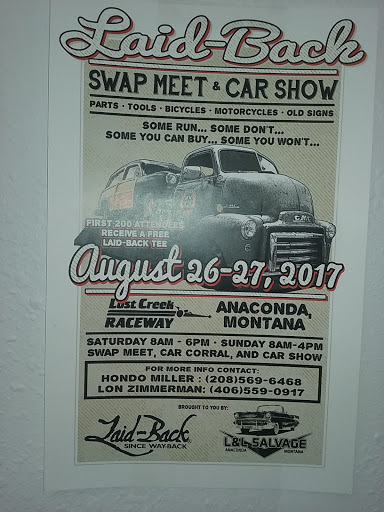 Laid-Back
SWAP MEET & CAR SHOW
PARTS · TOOLS · BICYCLES · MOTORCYCLES · OLD SIGNS
SOME RUN... SOME DON'T...
SOME YOU CAN BUY... SOME YOU WON'T...
GMC
FIRST 200 ATTENDEES
RECEIVE A FREE
LAID-BACK TEE
August 26-27, 2017
Lost Creek
RACEWAY
ANACONDA,
MONTANA
SATURDAY 8AM - 6PM · SUNDAY 8AM-4PM
SWAP MEET, CAR CORRAL, AND CAR SHOW
FOR MORE INFO CONTACT:
HONDO MILLER : (208)569-6468
LON ZIMMERMAN: (406)559-0917
BROUGHT TO YOU BY:
Laid-Back
SINCE WAY-BACK
L&L SALVAGE
ANACONDA MONTANA